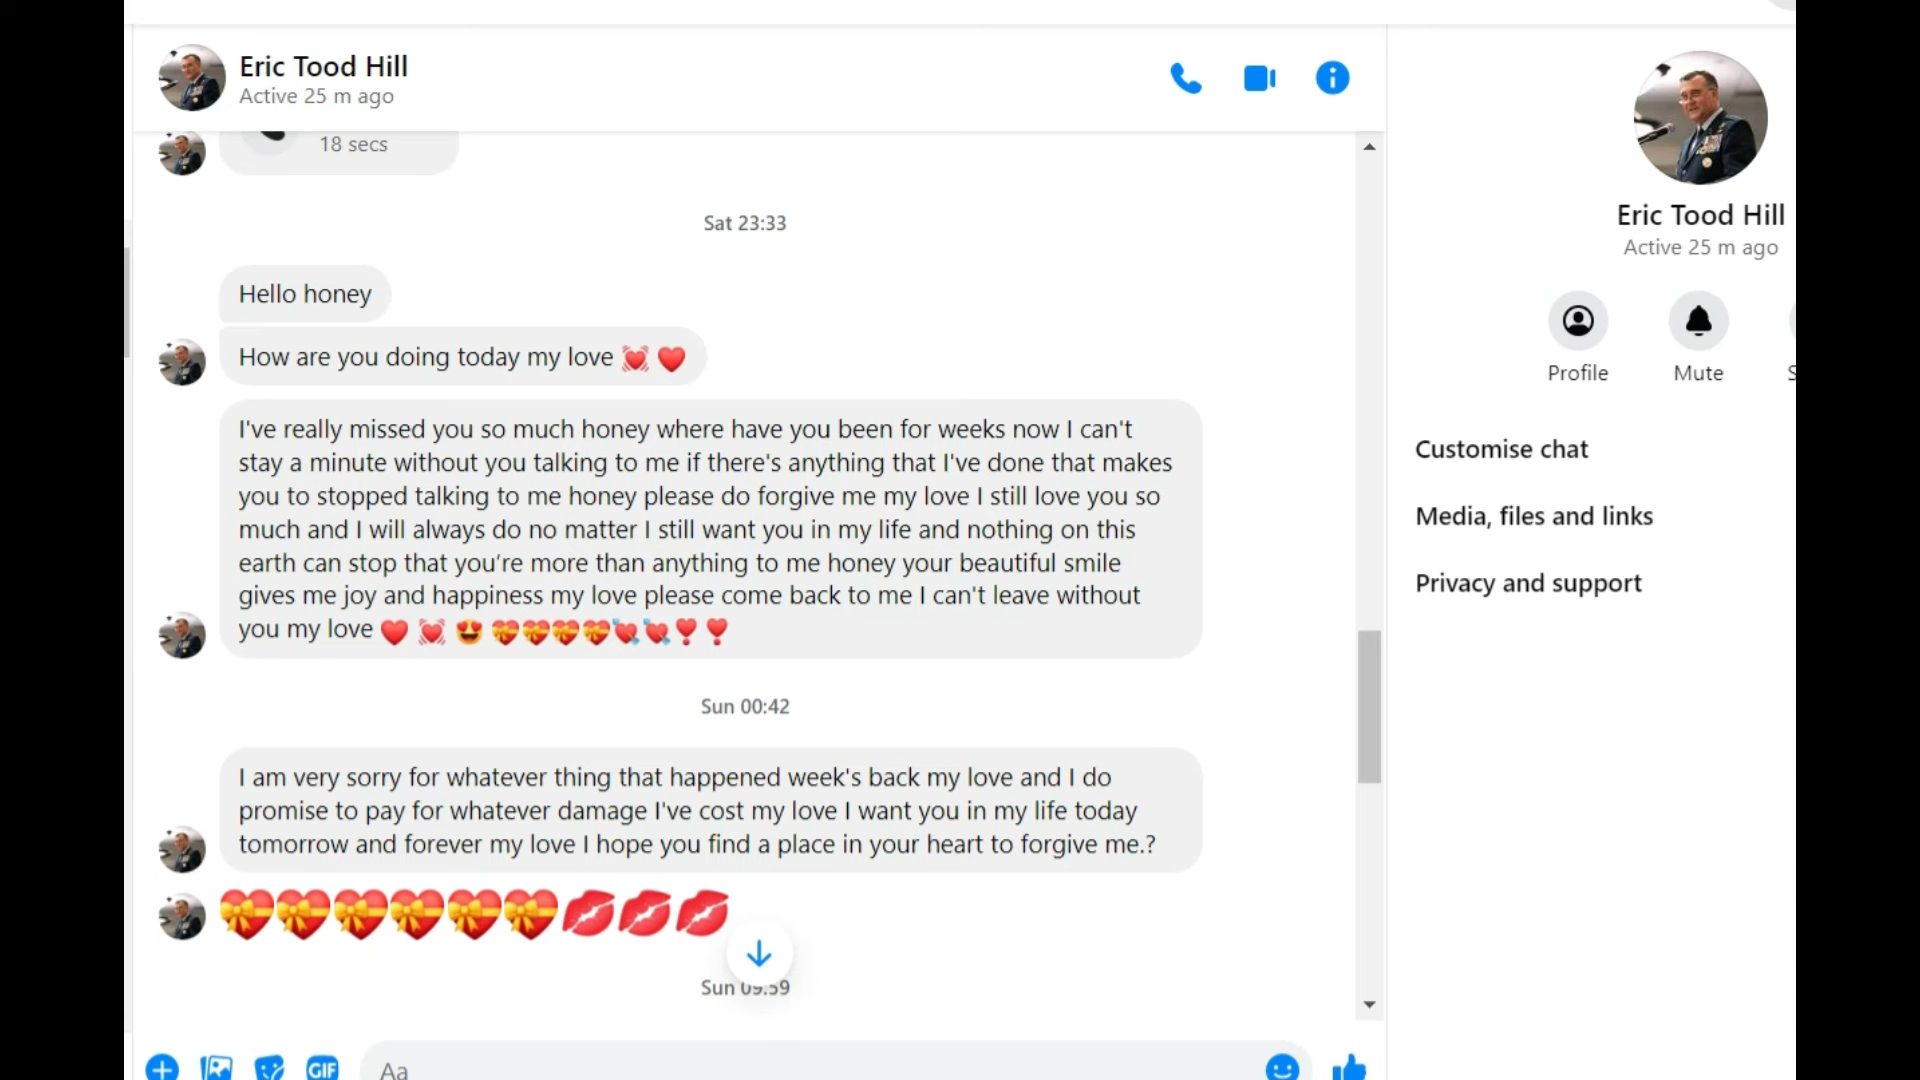 Eric Tood Hill
Active 25 m ago
18 secs
Sat 23:33
Hello honey
How are you doing today my love 💓 ❤️
I've really missed you so much honey where have you been for weeks now I can't
stay a minute without you talking to me if there's anything that I've done that makes
you to stopped talking to me honey please do forgive me my love I still love you so
much and I will always do no matter I still want you in my life and nothing on this
earth can stop that you're more than anything to me honey your beautiful smile
gives me joy and happiness my love please come back to me I can't leave without
you my love ❤️ 💓 😍 💝💝💝💝💘💘❣️❣️
Sun 00:42
I am very sorry for whatever thing that happened week's back my love and I do
promise to pay for whatever damage I've cost my love I want you in my life today
tomorrow and forever my love I hope you find a place in your heart to forgive me.?
💝💝💝💝💝💝💋💋💋
Sun 09:59
GIF
Aa
Eric Tood Hill
Active 25 m ago
Profile
Mute
Customise chat
Media, files and links
Privacy and support